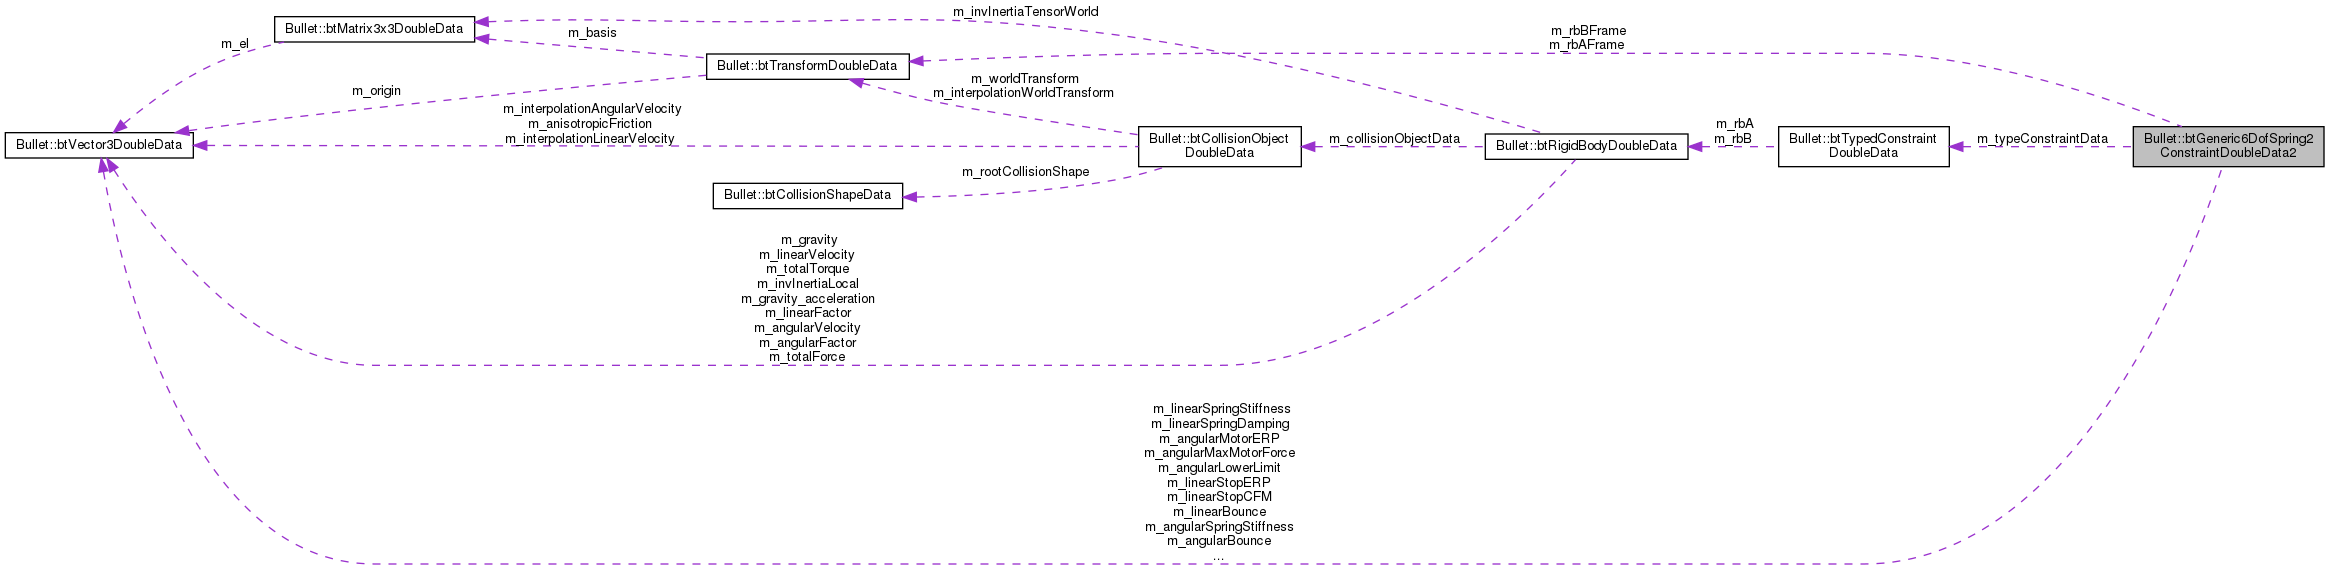 m_invInertiaTensorWorld
Bullet::btMatrix3x3DoubleData
m_rbBFrame
m_rbAFrame
m_basis
m_el
Bullet::btTransformDoubleData
m_worldTransform
m_interpolationWorldTransform
m_origin
m_interpolationAngularVelocity
m_anisotropicFriction
m_interpolationLinearVelocity
Bullet::btVector3DoubleData
Bullet::btCollisionObject
DoubleData
m_collisionObjectData
Bullet::btRigidBodyDoubleData
m_rbA
m_rbB
Bullet::btTypedConstraint
DoubleData
m_typeConstraintData
Bullet::btGeneric6DofSpring2
ConstraintDoubleData2
m_rootCollisionShape
Bullet::btCollisionShapeData
m_gravity
m_linearVelocity
m_totalTorque
m_invInertiaLocal
m_gravity_acceleration
m_linearFactor
m_angularVelocity
m_angularFactor
m_totalForce
m_linearSpringStiffness
m_linearSpringDamping
m_angularMotorERP
m_angularMaxMotorForce
m_angularLowerLimit
m_linearStopERP
m_linearStopCFM
m_linearBounce
m_angularSpringStiffness
m_angularBounce
...